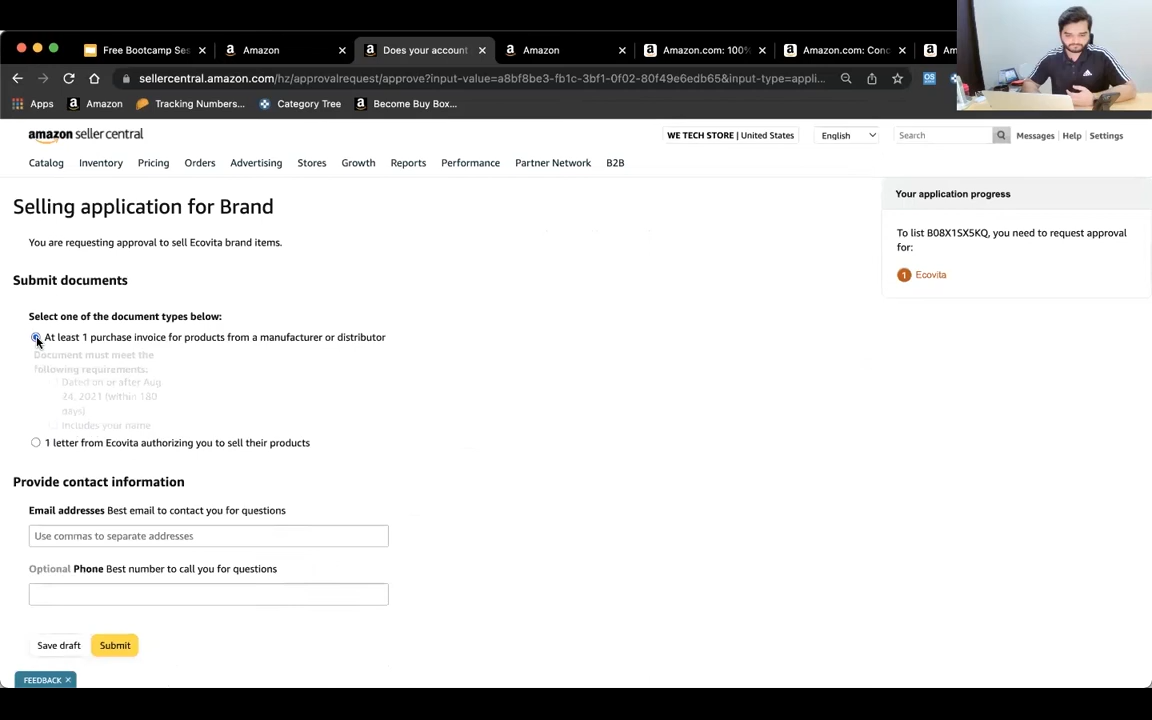 Free Bootcamp Ses
Amazon
Does your account
Amazon
Amazon.com: 100%
Amazon.com: Conc
Am
sellercentral.amazon.com/hz/approvalrequest/approve?input-value=a8bf8be3-fb1c-3bf1-0f02-80f49e6edb65&input-type=appli...
OS
Apps
Amazon
Tracking Numbers...
Category Tree
Become Buy Box...
amazon seller central
WE TECH STORE | United States
English
Search
Messages
Help
Settings
Catalog
Inventory
Pricing
Orders
Advertising
Stores
Growth
Reports
Performance
Partner Network
B2B
Selling application for Brand
You are requesting approval to sell Ecovita brand items.
Submit documents
Select one of the document types below:
At least 1 purchase invoice for products from a manufacturer or distributor
Document must meet the
following requirements:
Dated on or after Aug
24, 2021 (within 180
days)
Includes your name
1 letter from Ecovita authorizing you to sell their products
Provide contact information
Email addresses Best email to contact you for questions
Use commas to separate addresses
Optional Phone Best number to call you for questions
Save draft
Submit
FEEDBACK
Your application progress
To list B08X1SX5KQ, you need to request approval
for:
1 Ecovita
adidas